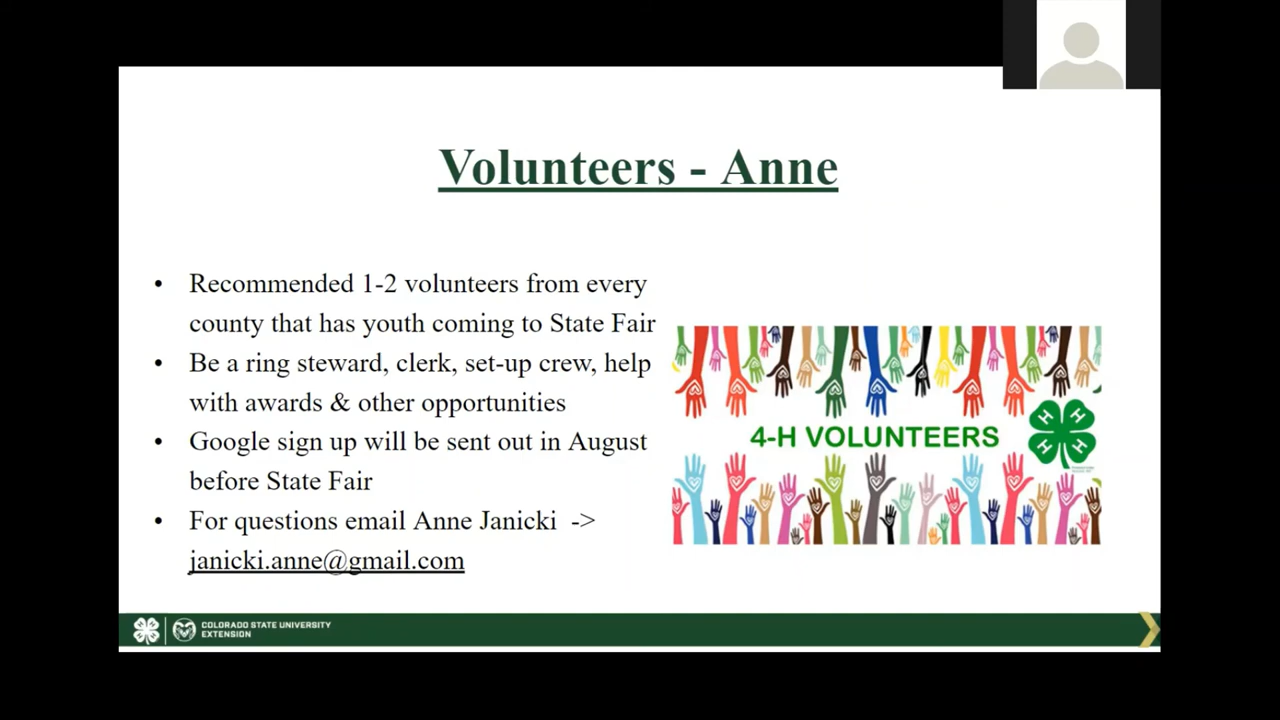 Volunteers - Anne
• Recommended 1-2 volunteers from every
county that has youth coming to State Fair
• Be a ring steward, clerk, set-up crew, help
with awards & other opportunities
• Google sign up will be sent out in August
before State Fair
• For questions email Anne Janicki ->
janicki.anne@gmail.com
4-H VOLUNTEERS
H H
H H
COLORADO STATE UNIVERSITY
EXTENSION